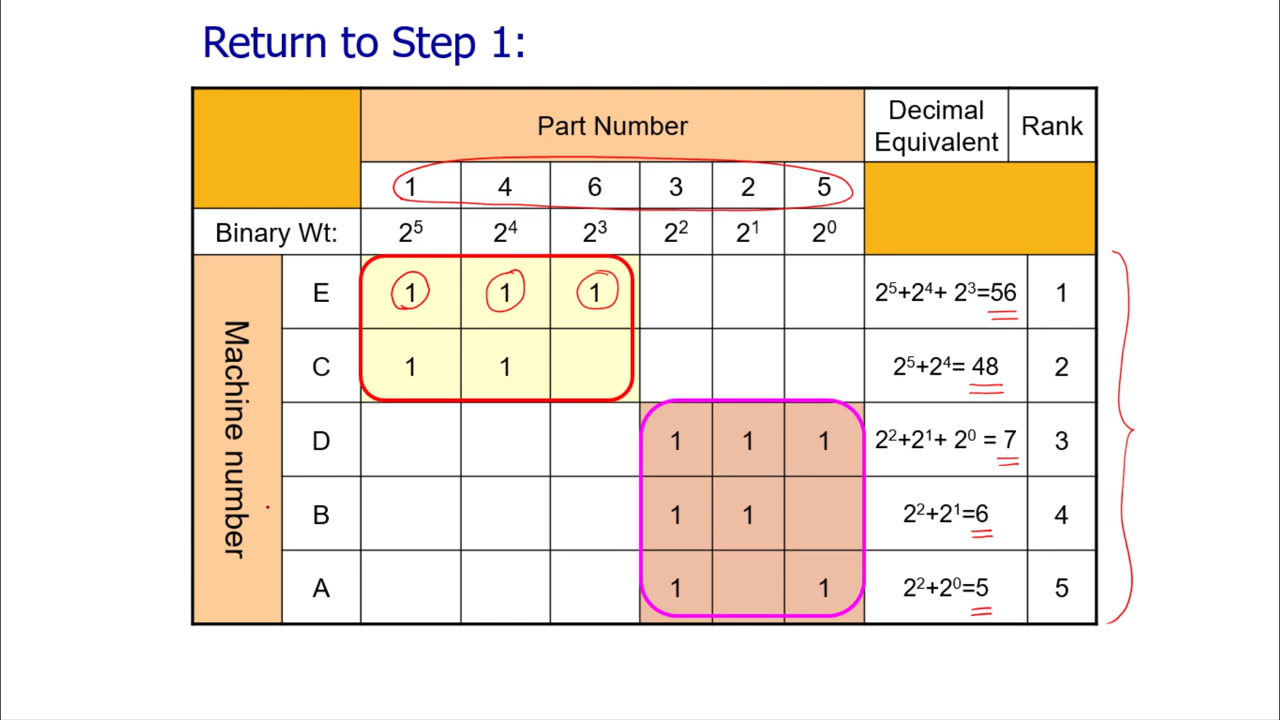 Return to Step 1:
Part Number
Decimal Equivalent
Rank
1 4 6 3 2 5
Binary Wt: 2⁵ 2⁴ 2³ 2² 2¹ 2⁰
Machine number
E 1 1 1 2⁵+2⁴+ 2³=56 1
C 1 1 2⁵+2⁴= 48 2
D 1 1 1 2²+2¹+ 2⁰ = 7 3
B 1 1 2²+2¹=6 4
A 1 1 2²+2⁰=5 5